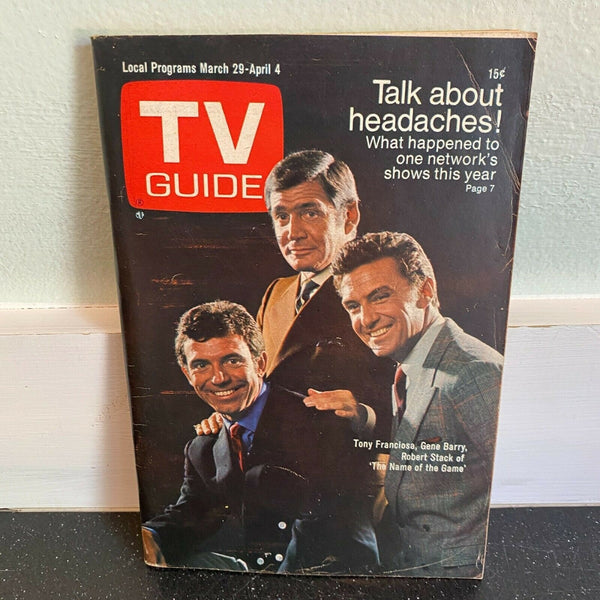 Local Programs March 29-April 4
15¢
TV
GUIDE
®
Talk about
headaches!
What happened to
one network's
shows this year
Page 7
Tony Franciosa, Gene Barry,
Robert Stack of
'The Name of the Game'